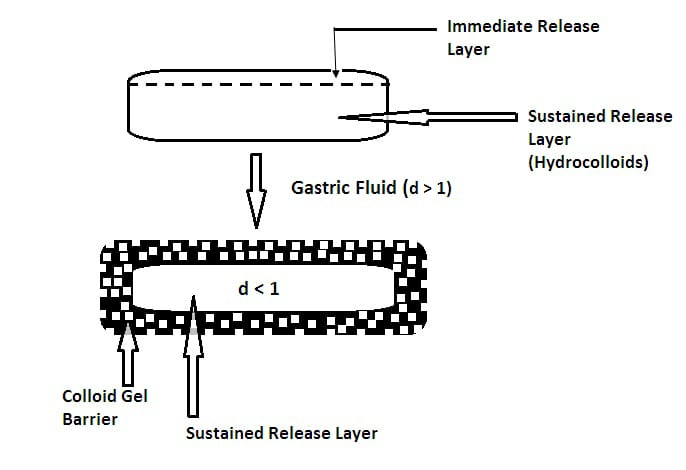 Immediate Release
Layer
Sustained Release
Layer
(Hydrocolloids)
Gastric Fluid (d > 1)
d < 1
Colloid Gel
Barrier
Sustained Release Layer